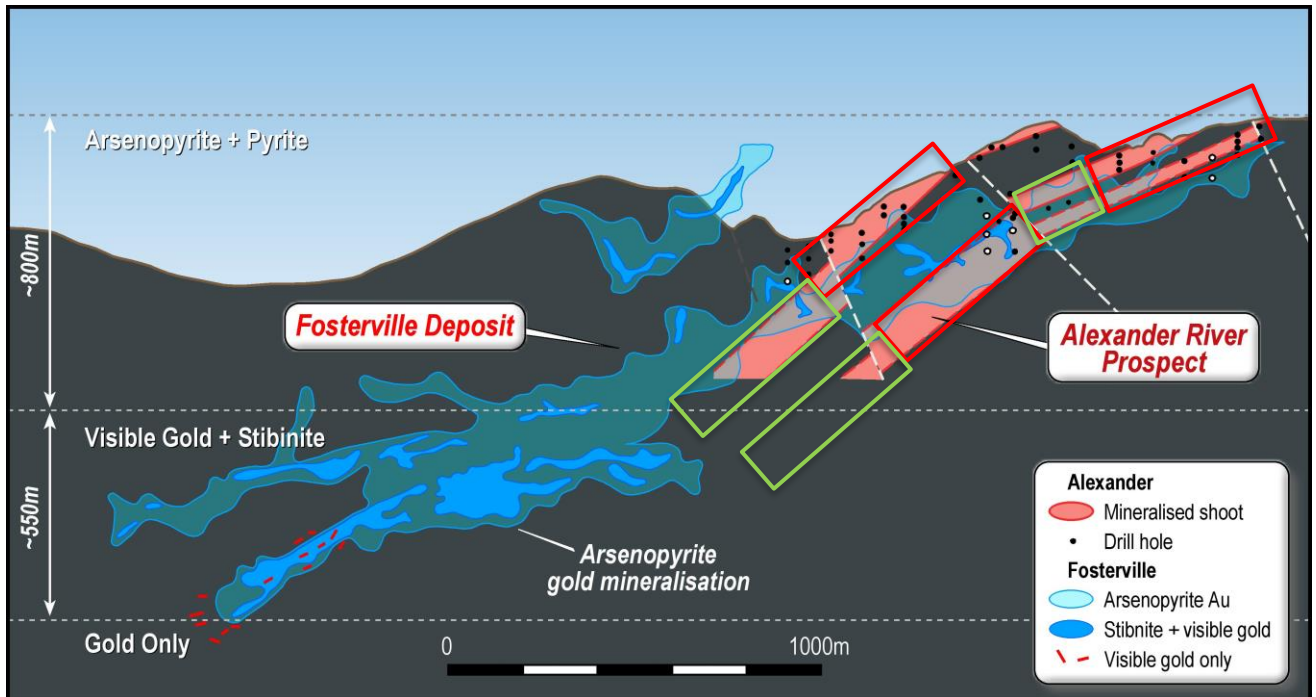 Arsenopyrite + Pyrite
~800m
Fosterville Deposit
Alexander River
Prospect
Visible Gold + Stibinite
~550m
Arsenopyrite
gold mineralisation
Gold Only
0
1000m
Alexander
Mineralised shoot
Drill hole
Fosterville
Arsenopyrite Au
Stibnite + visible gold
Visible gold only